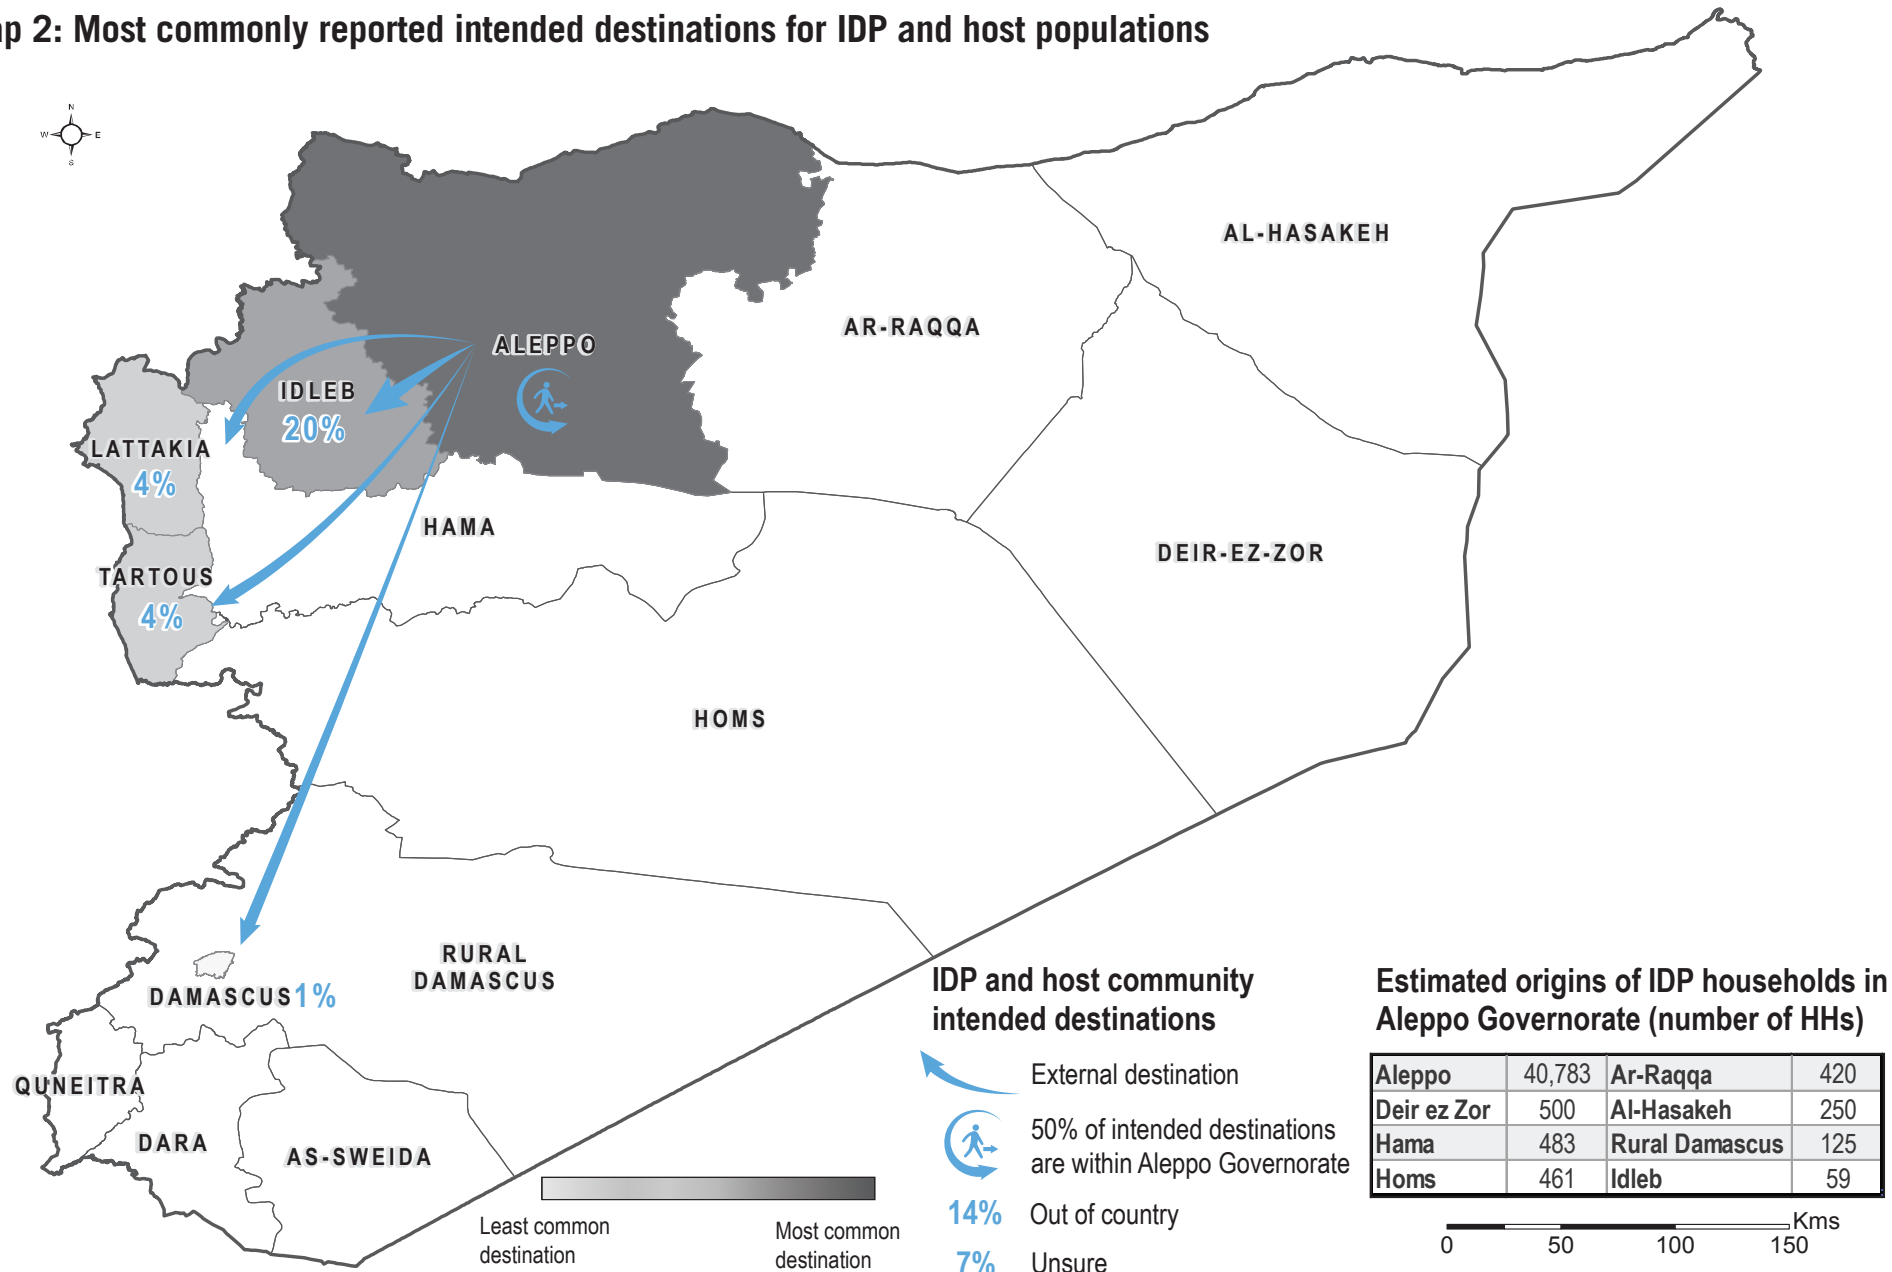 p 2: Most commonly reported intended destinations for IDP and host populations
N
W E
S
AL-HASAKEH
AR-RAQQA
ALEPPO
IDLEB
20%
LATTAKIA
4%
HAMA
DEIR-EZ-ZOR
TARTOUS
4%
HOMS
RURAL
DAMASCUS
DAMASCUS 1%
QUNEITRA
DARA
AS-SWEIDA
Least common
destination
Most common
destination
IDP and host community
intended destinations
External destination
50% of intended destinations
are within Aleppo Governorate
14% Out of country
7% Unsure
Estimated origins of IDP households in
Aleppo Governorate (number of HHs)
Aleppo 40,783 Ar-Raqqa 420
Deir ez Zor 500 Al-Hasakeh 250
Hama 483 Rural Damascus 125
Homs 461 Idleb 59
Kms
0 50 100 150